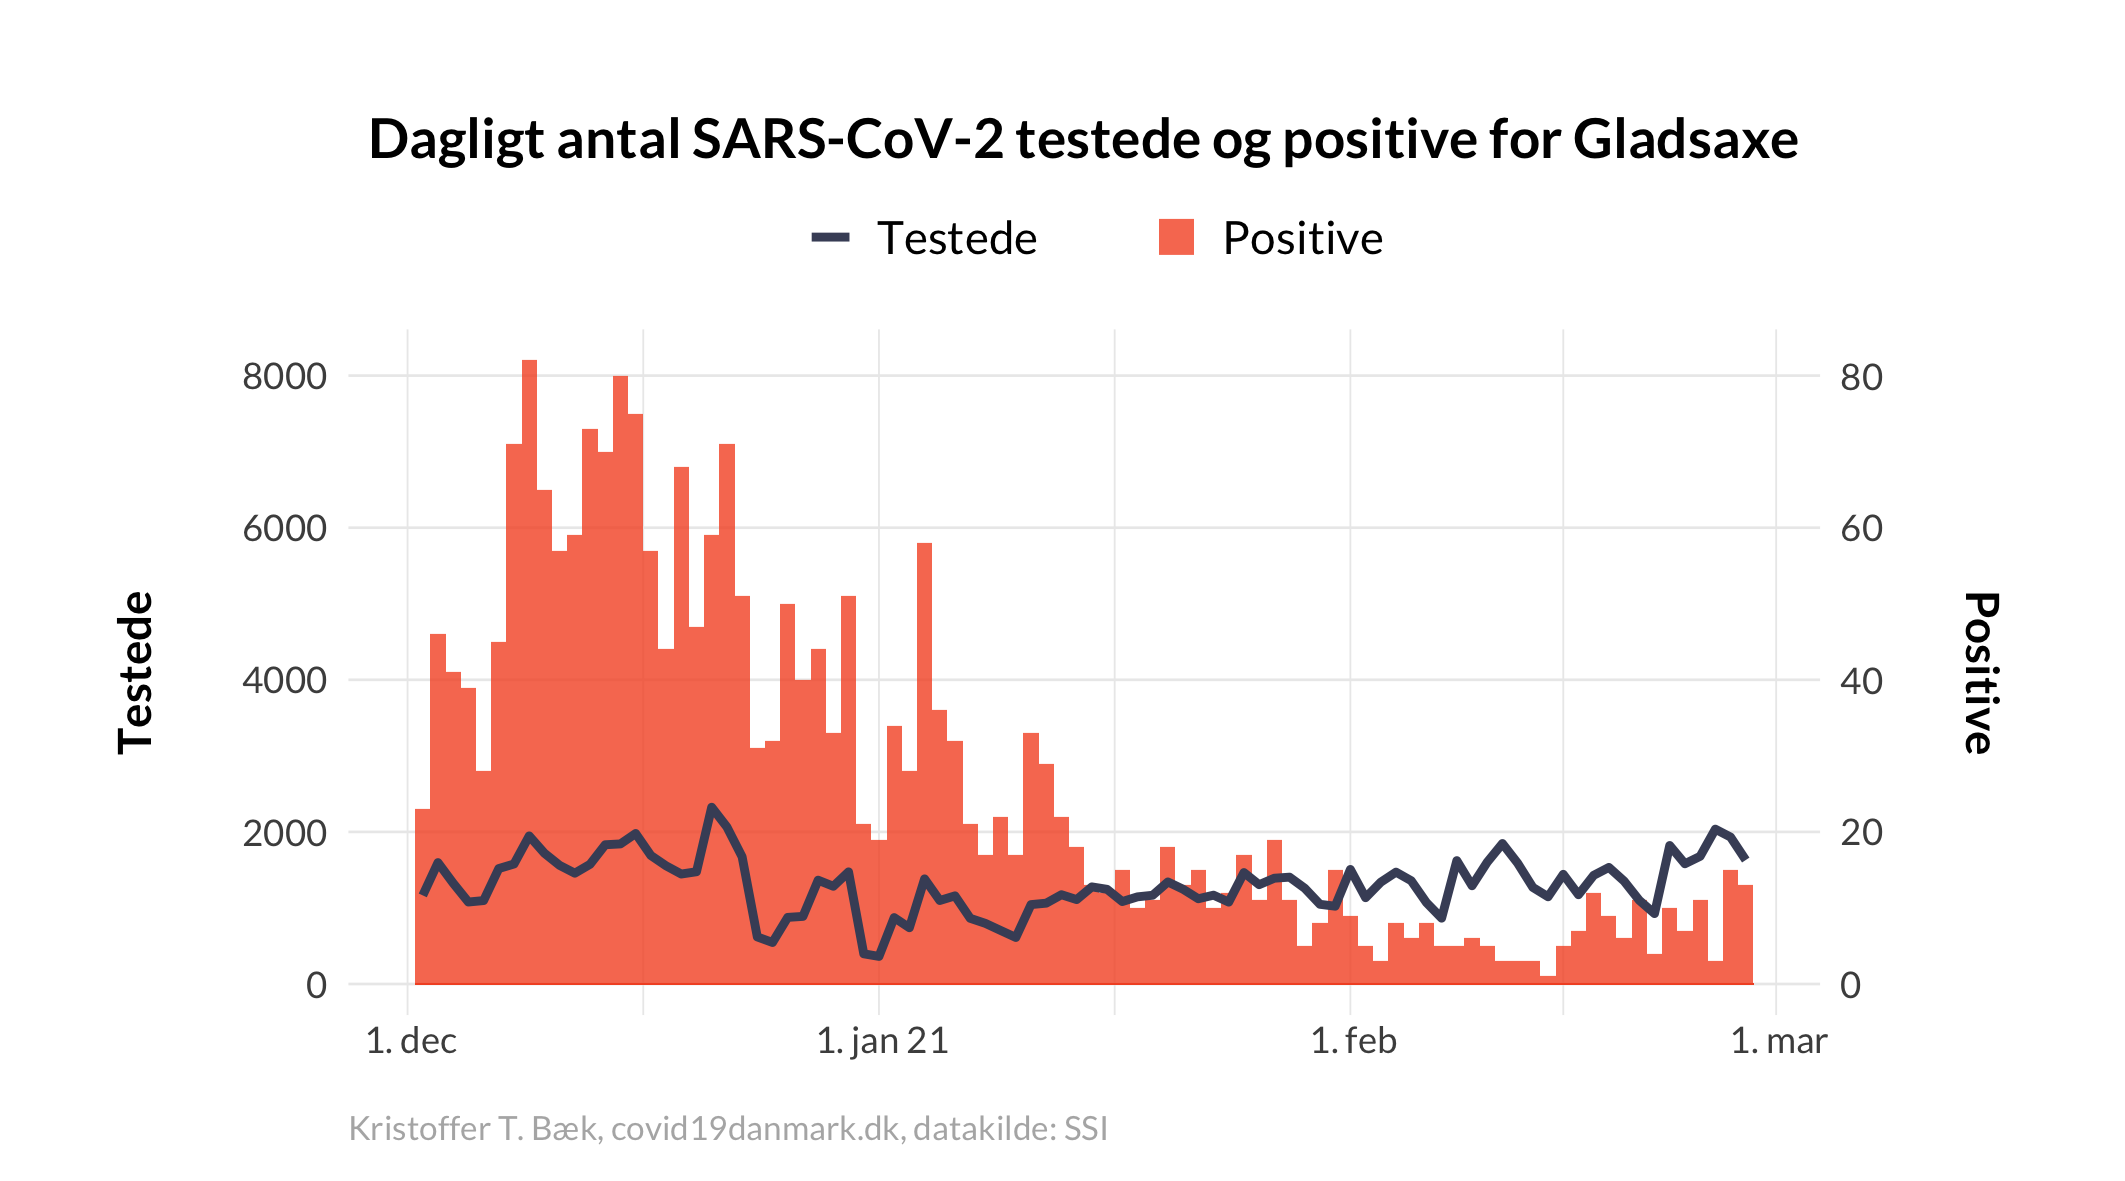 Dagligt antal SARS-CoV-2 testede og positive for Gladsaxe
Testede
Positive
8000
6000
4000
2000
0
Testede
80
60
40
20
0
Positive
1. dec
1. jan 21
1. feb
1. mar
Kristoffer T. Bæk, covid19danmark.dk, datakilde: SSI